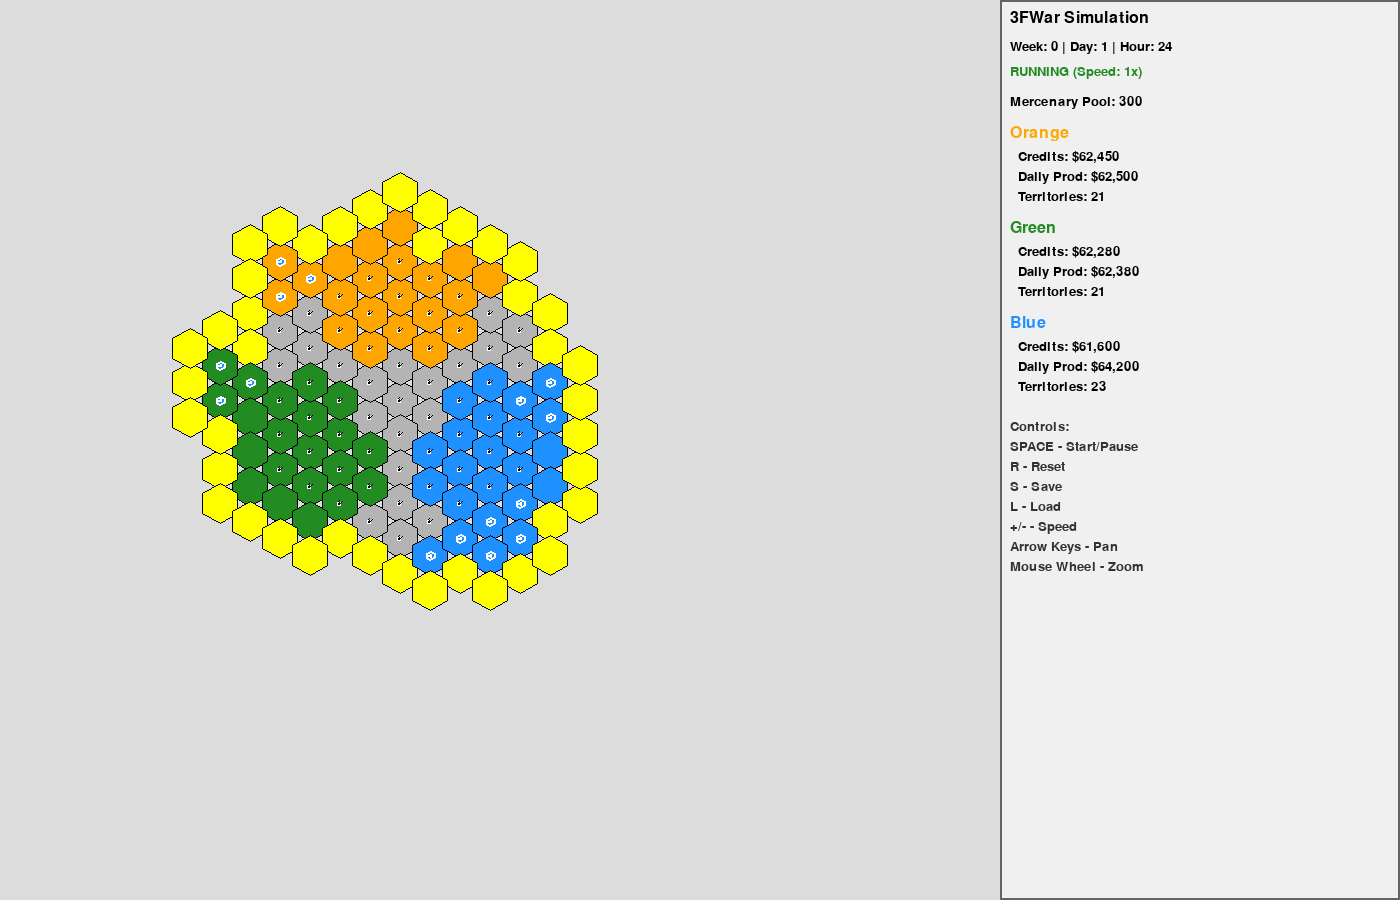 3FWar Simulation
Week: 0 | Day: 1 | Hour: 24
RUNNING (Speed: 1x)
Mercenary Pool: 300
Orange
Credits: $62,450
Daily Prod: $62,500
Territories: 21
Green
Credits: $62,280
Daily Prod: $62,380
Territories: 21
Blue
Credits: $61,600
Daily Prod: $64,200
Territories: 23
Controls:
SPACE - Start/Pause
R - Reset
S - Save
L - Load
+/- - Speed
Arrow Keys - Pan
Mouse Wheel - Zoom